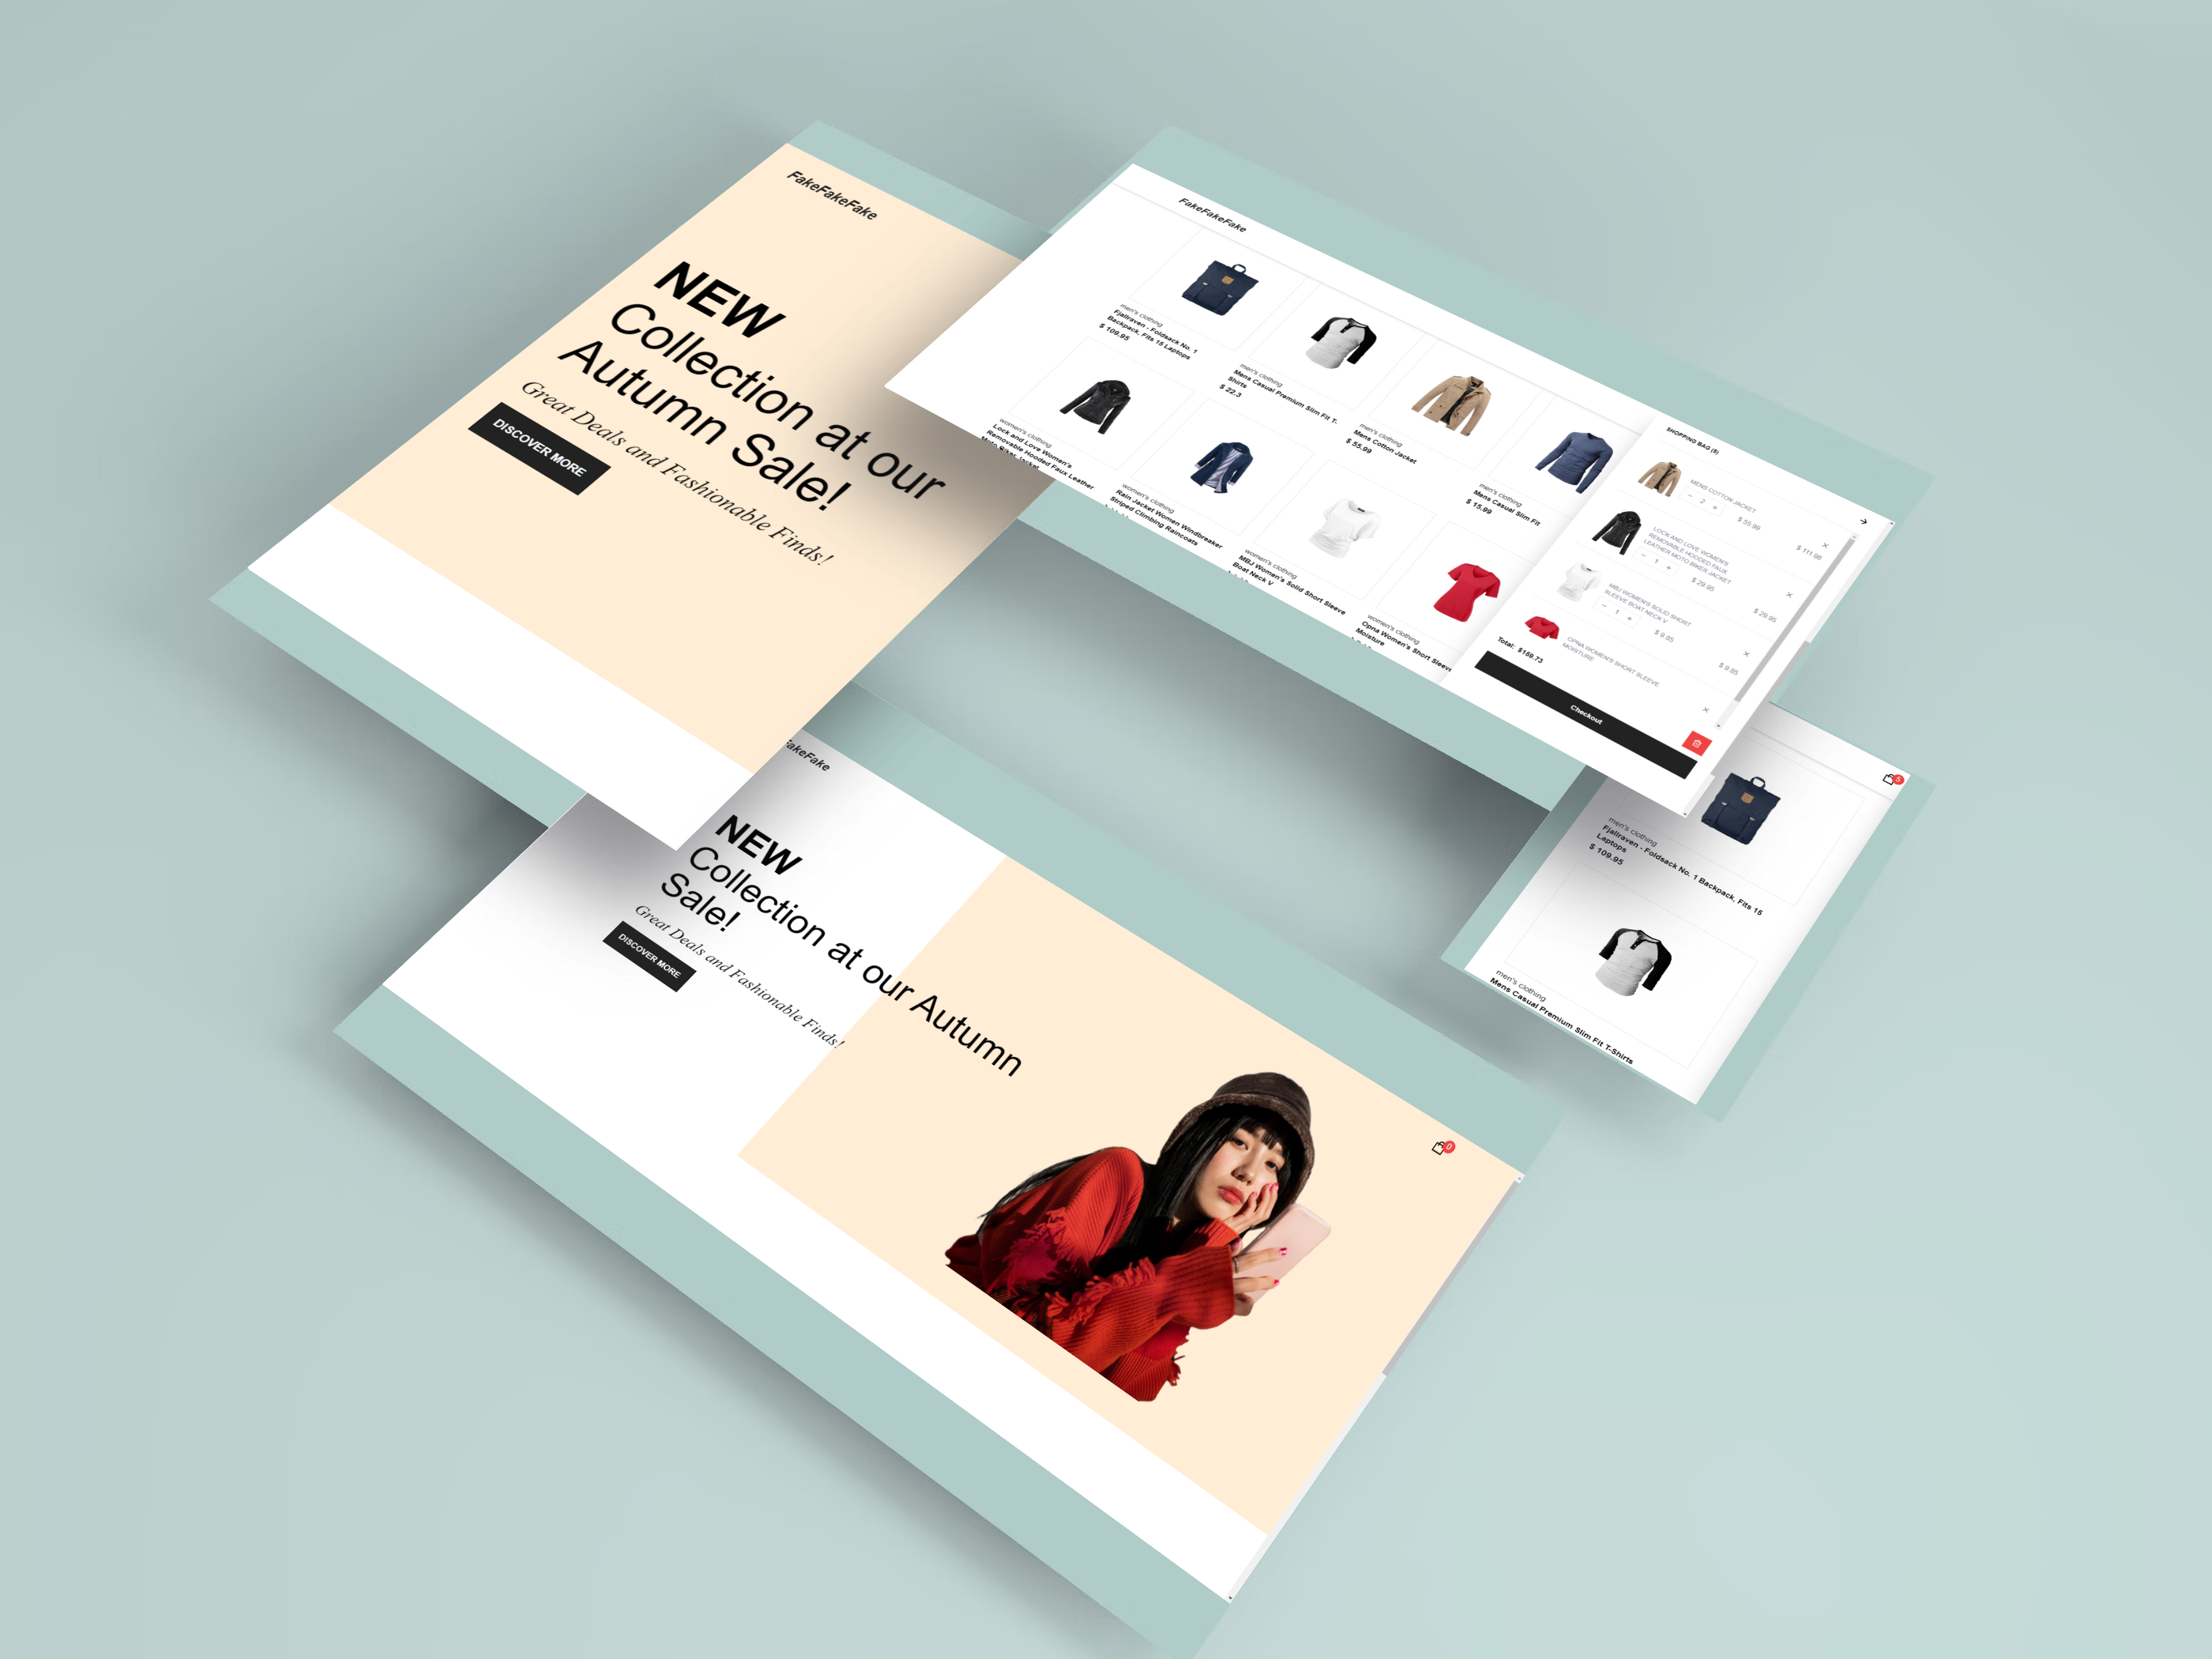 FakeFakeFake
NEW
Collection at our
Autumn Sale!
Great Deals and Fashionable Finds!
DISCOVER MORE
FakeFakeFake
men's clothing
Fjallraven - Foldsack No. 1
Backpack, Fits 15 Laptops
$ 109.95
men's clothing
Mens Casual Premium Slim Fit T-
Shirts
$ 22.3
men's clothing
Mens Cotton Jacket
$ 55.99
men's clothing
Mens Casual Slim Fit
$ 15.99
women's clothing
Lock and Love Women's
Removable Hooded Faux Leather
Moto Biker Jacket
women's clothing
Rain Jacket Women Windbreaker
Striped Climbing Raincoats
women's clothing
MBJ Women's Solid Short Sleeve
Boat Neck V
women's clothing
Opna Women's Short Sleeve
Moisture
SHOPPING BAG (5)
MENS COTTON JACKET
− 2 +
$ 55.99
$ 111.98
LOCK AND LOVE WOMEN'S
REMOVABLE HOODED FAUX
LEATHER MOTO BIKER JACKET
− 1 +
$ 29.95
$ 29.95
MBJ WOMEN'S SOLID SHORT
SLEEVE BOAT NECK V
− 1 +
$ 9.85
$ 9.85
OPNA WOMEN'S SHORT SLEEVE
MOISTURE
Total: $159.73
Checkout
akeFake
NEW
Collection at our Autumn
Sale!
Great Deals and Fashionable Finds!
DISCOVER MORE
0
5
men's clothing
Fjallraven - Foldsack No. 1 Backpack, Fits 15
Laptops
$ 109.95
men's clothing
Mens Casual Premium Slim Fit T-Shirts